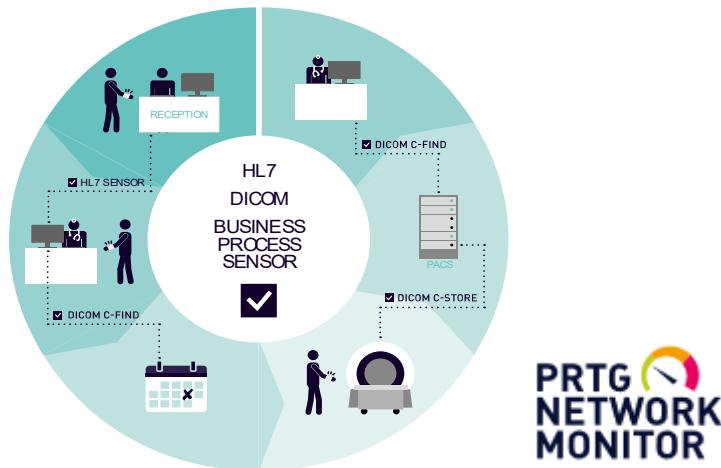 RECEPTION
HL7 SENSOR
DICOM C-FIND
DICOM C-STORE
PACS
DICOM C-FIND
HL7
DICOM
BUSINESS
PROCESS
SENSOR
PRTG
NETWORK
MONITOR